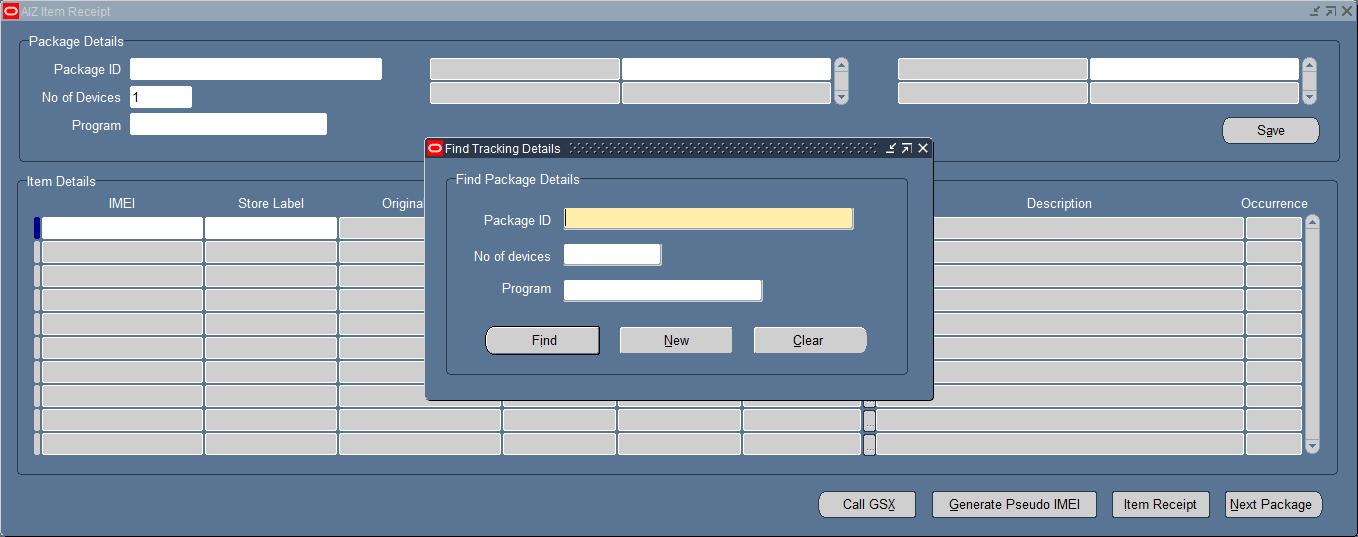 AIZ Item Receipt
Package Details
Package ID
No of Devices 1
Program
Save
Find Tracking Details
Find Package Details
Package ID
No of devices
Program
Find New Clear
Item Details
IMEI Store Label Origina Description Occurrence
...
...
...
Call GSX Generate Pseudo IMEI Item Receipt Next Package